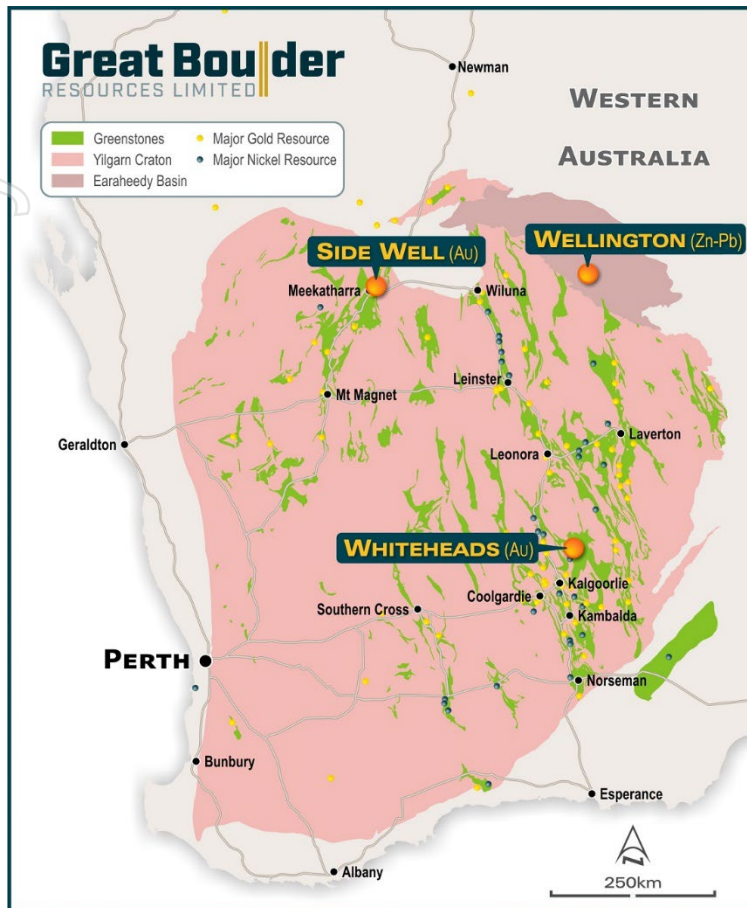 Great Boulder
RESOURCES LIMITED
Newman
WESTERN
AUSTRALIA
Greenstones
Major Gold Resource
Yilgarn Craton
Major Nickel Resource
Earaheedy Basin
SIDE WELL (Au)
WELLINGTON (Zn-Pb)
Meekatharra
Wiluna
Leinster
Mt Magnet
Laverton
Geraldton
Leonora
WHITEHEADS (Au)
Kalgoorlie
Coolgardie
Southern Cross
Kambalda
PERTH
Norseman
Bunbury
Esperance
Albany
N
250km